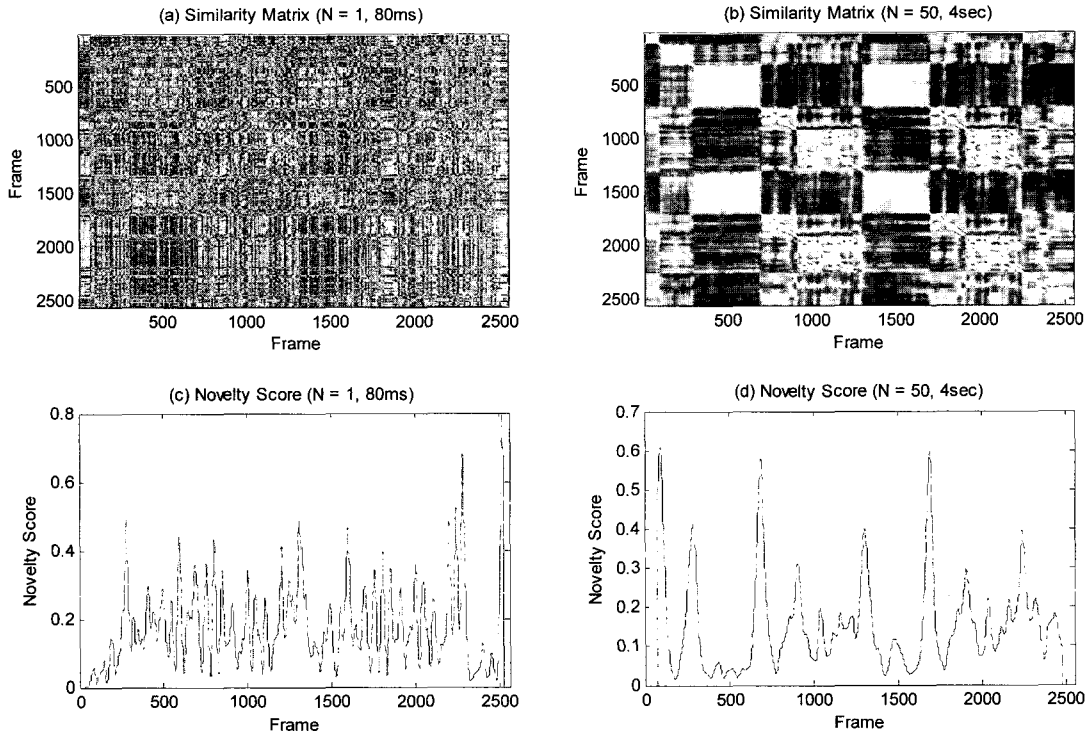 (a) Similarity Matrix (N = 1, 80ms)
500
1000
1500
2000
2500
Frame
500 1000 1500 2000 2500
Frame
(b) Similarity Matrix (N = 50, 4sec)
500
1000
1500
2000
2500
Frame
500 1000 1500 2000 2500
Frame
(c) Novelty Score (N = 1, 80ms)
0.8
0.6
0.4
0.2
0
Novelty Score
0 500 1000 1500 2000 2500
Frame
(d) Novelty Score (N = 50, 4sec)
0.7
0.6
0.5
0.4
0.3
0.2
0.1
0
Novelty Score
0 500 1000 1500 2000 2500
Frame